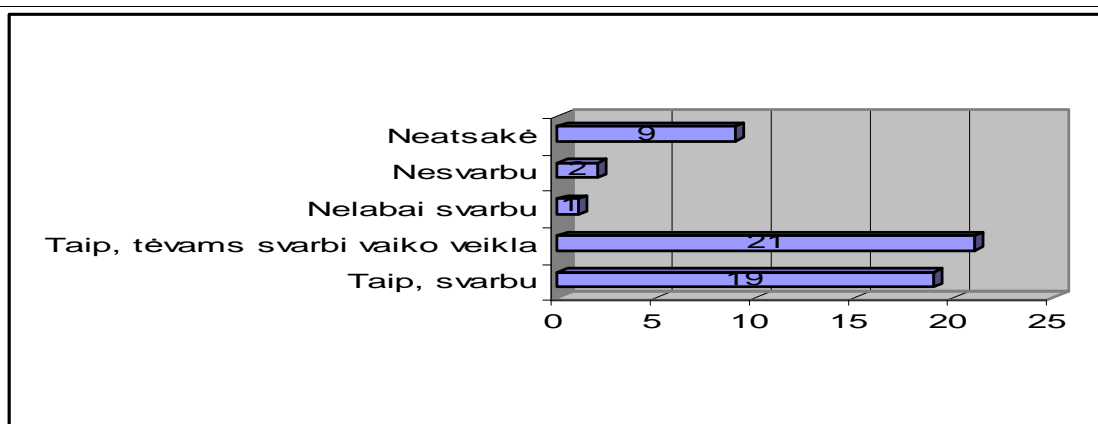 Neatsakė 9
Nesvarbu 2
Nelabai svarbu 1
Taip, tėvams svarbi vaiko veikla 21
Taip, svarbu 19
0 5 10 15 20 25